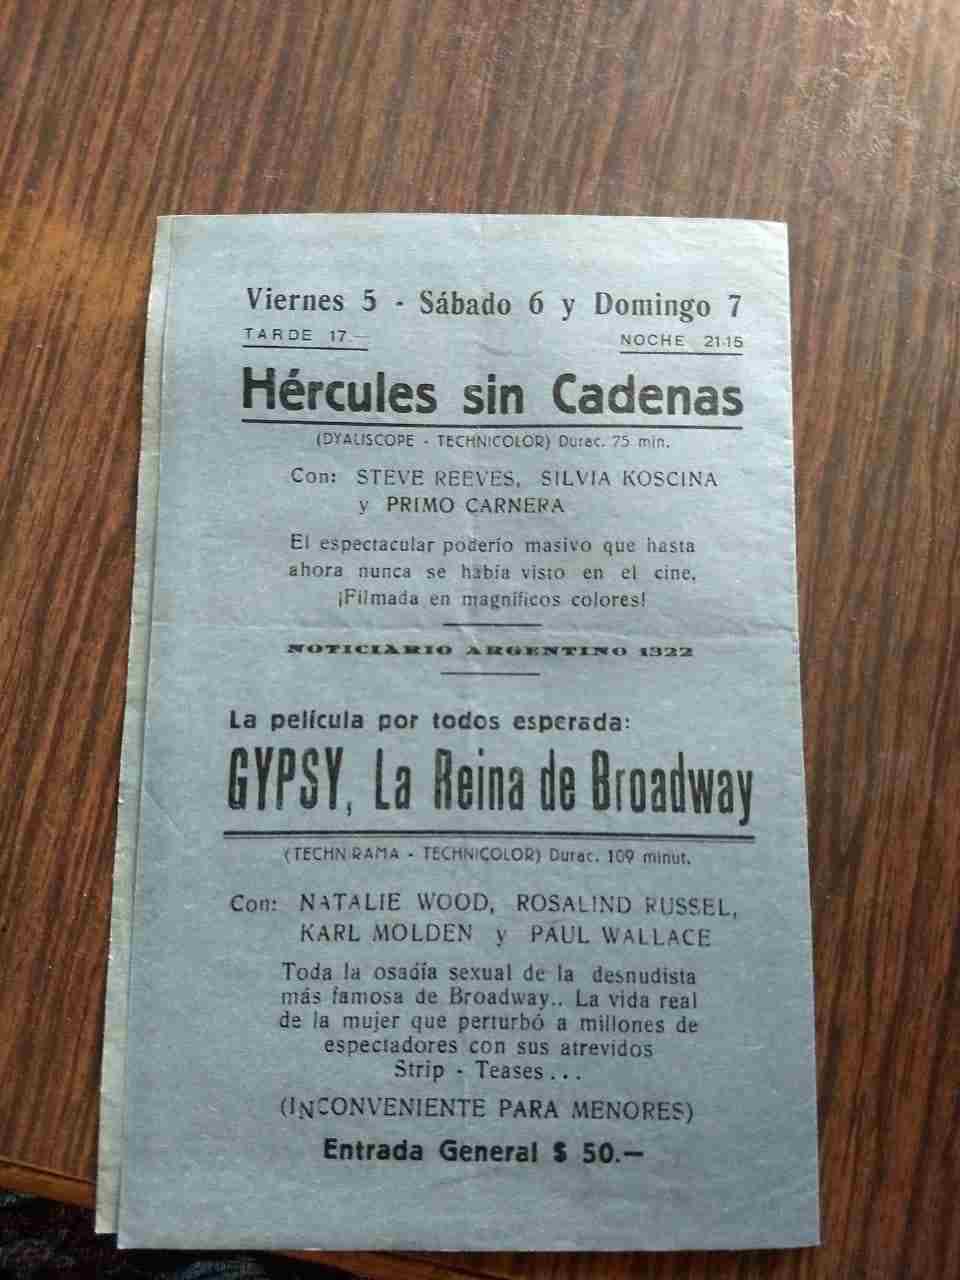 Viernes 5 - Sábado 6 y Domingo 7
TARDE 17.— NOCHE 21.15
Hércules sin Cadenas
(DYALISCOPE - TECHNICOLOR) Durac. 75 min.
Con: STEVE REEVES, SILVIA KOSCINA
y PRIMO CARNERA
El espectacular poderío masivo que hasta
ahora nunca se había visto en el cine.
¡Filmada en magníficos colores!
NOTICIARIO ARGENTINO 1322
La película por todos esperada:
GYPSY, La Reina de Broadway
(TECHNIRAMA - TECHNICOLOR) Durac. 109 minut.
Con: NATALIE WOOD, ROSALIND RUSSEL,
KARL MOLDEN y PAUL WALLACE
Toda la osadía sexual de la desnudista
más famosa de Broadway.. La vida real
de la mujer que perturbó a millones de
espectadores con sus atrevidos
Strip - Teases...
(INCONVENIENTE PARA MENORES)
Entrada General $ 50.—